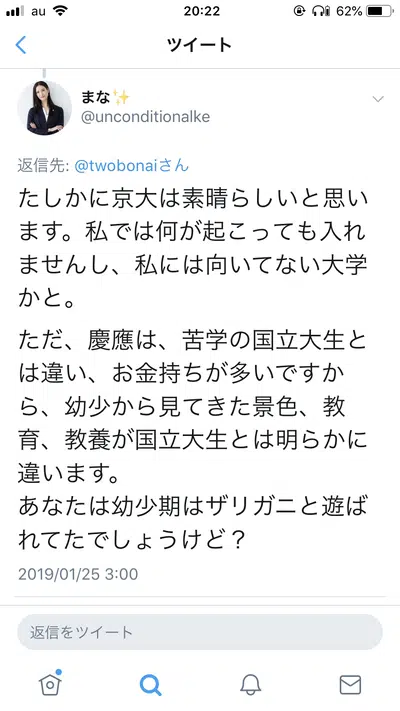 au 20:22 62%
ツイート
まな✨
@unconditionalke
返信先: @twobonaiさん
たしかに京大は素晴らしいと思い
ます。私では何が起こっても入れ
ませんし、私には向いてない大学
かと。
ただ、慶應は、苦学の国立大生と
は違い、お金持ちが多いですか
ら、幼少から見てきた景色、教
育、教養が国立大生とは明らかに
違います。
あなたは幼少期はザリガニと遊ば
れてたでしょうけど？
2019/01/25 3:00
返信をツイート